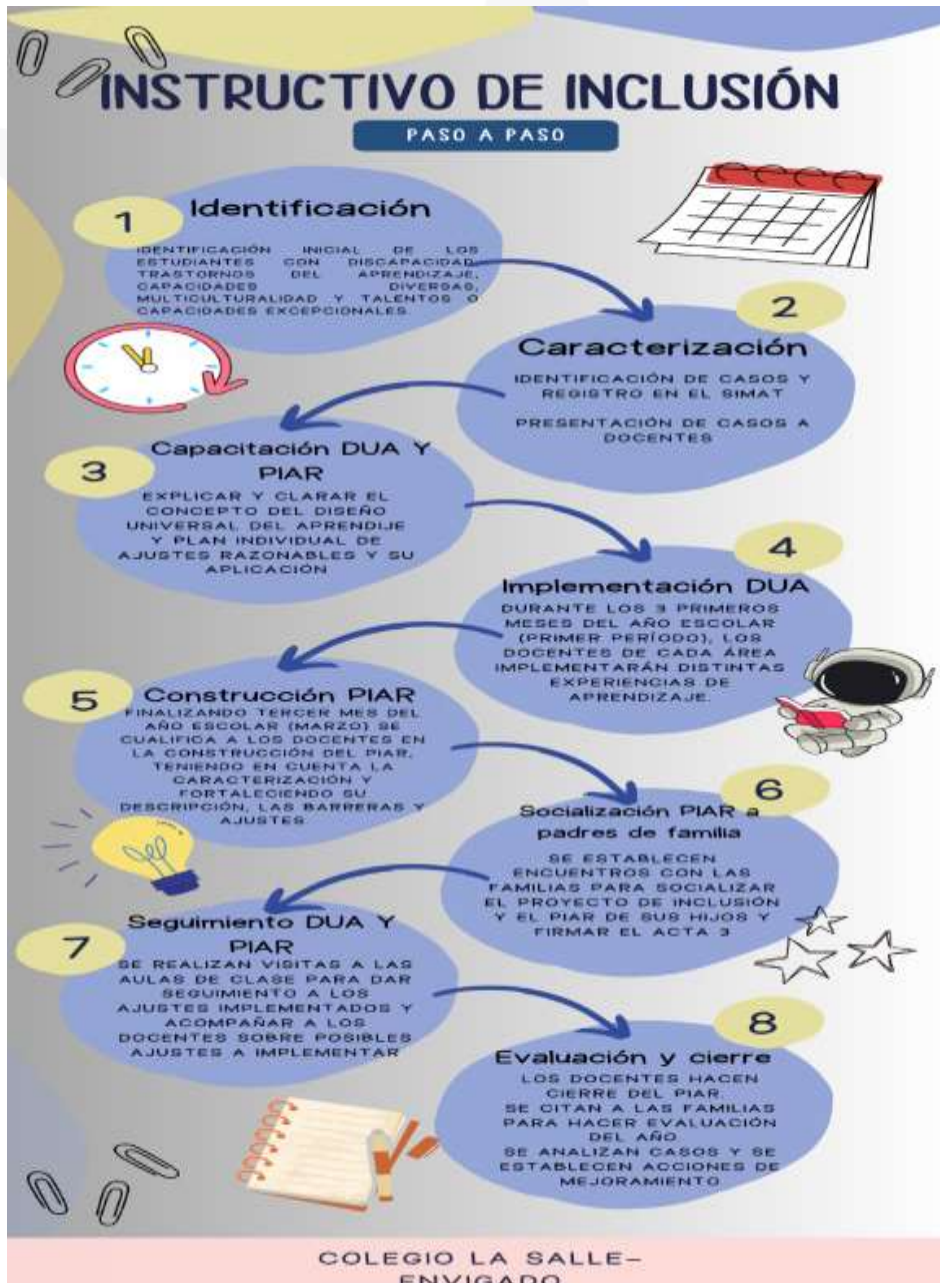 INSTRUCTIVO DE INCLUSIÓN
PASO A PASO
1
Identificación
IDENTIFICACIÓN INICIAL DE LOS
ESTUDIANTES CON DISCAPACIDAD,
TRASTORNOS DEL APRENDIZAJE,
CAPACIDADES DIVERSAS,
MULTICULTURALIDAD Y TALENTOS O
CAPACIDADES EXCEPCIONALES.
2
Caracterización
IDENTIFICACIÓN DE CASOS Y
REGISTRO EN EL SIMAT
PRESENTACIÓN DE CASOS A
DOCENTES
3
Capacitación DUA Y
PIAR
EXPLICAR Y CLARAR EL
CONCEPTO DEL DISEÑO
UNIVERSAL DEL APRENDIJE
Y PLAN INDIVIDUAL DE
AJUSTES RAZONABLES Y SU
APLICACIÓN
4
Implementación DUA
DURANTE LOS 3 PRIMEROS
MESES DEL AÑO ESCOLAR
(PRIMER PERÍODO), LOS
DOCENTES DE CADA ÁREA
IMPLEMENTARÁN DISTINTAS
EXPERIENCIAS DE
APRENDIZAJE.
5
Construcción PIAR
FINALIZANDO TERCER MES DEL
AÑO ESCOLAR (MARZO) SE
CUALIFICA A LOS DOCENTES EN
LA CONSTRUCCIÓN DEL PIAR,
TENIENDO EN CUENTA LA
CARACTERIZACIÓN Y
FORTALECIENDO SU
DESCRIPCIÓN, LAS BARRERAS Y
AJUSTES
6
Socialización PIAR a
padres de familia
SE ESTABLECEN
ENCUENTROS CON LAS
FAMILIAS PARA SOCIALIZAR
EL PROYECTO DE INCLUSIÓN
Y EL PIAR DE SUS HIJOS Y
FIRMAR EL ACTA 3
7
Seguimiento DUA Y
PIAR
SE REALIZAN VISITAS A LAS
AULAS DE CLASE PARA DAR
SEGUIMIENTO A LOS
AJUSTES IMPLEMENTADOS Y
ACOMPAÑAR A LOS
DOCENTES SOBRE POSIBLES
AJUSTES A IMPLEMENTAR
8
Evaluación y cierre
LOS DOCENTES HACEN
CIERRE DEL PIAR.
SE CITAN A LAS FAMILIAS
PARA HACER EVALUACIÓN
DEL AÑO
SE ANALIZAN CASOS Y SE
ESTABLECEN ACCIONES DE
MEJORAMIENTO
COLEGIO LA SALLE-
ENVIGADO